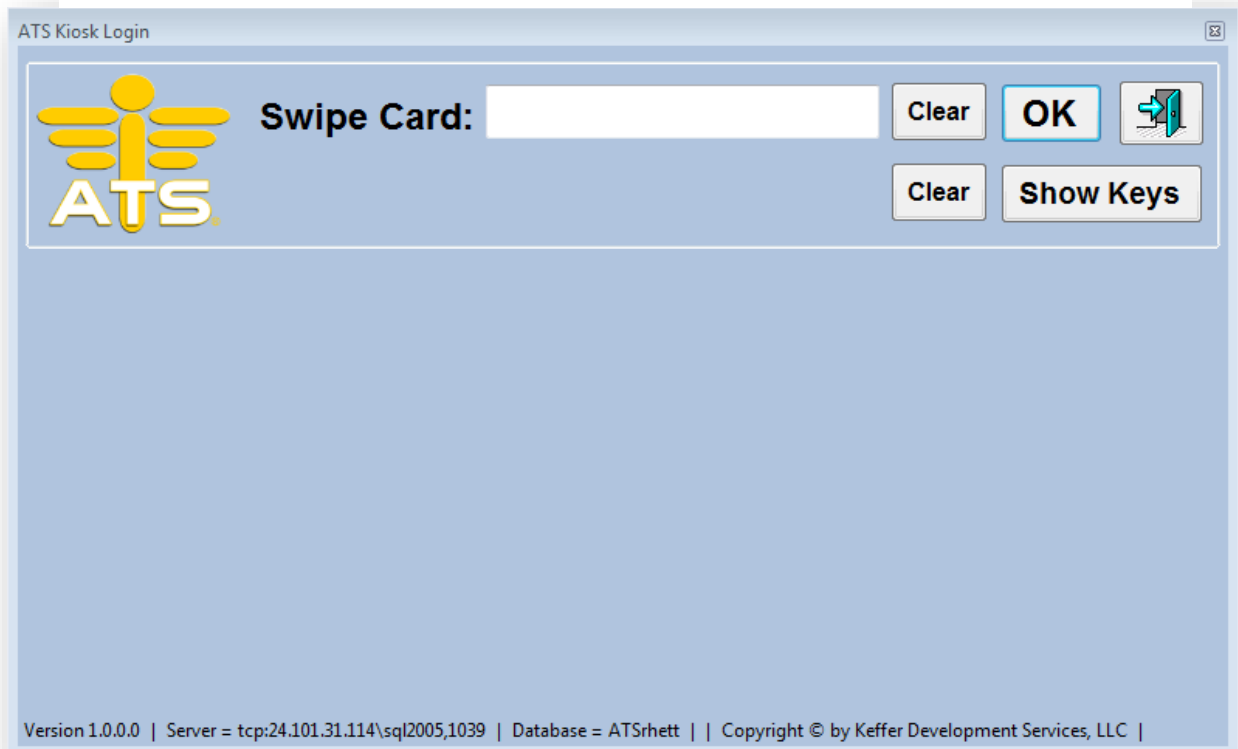 ATS Kiosk Login
Swipe Card:
Clear
OK
ATS
Clear
Show Keys
Version 1.0.0.0 | Server = tcp:24.101.31.114\sql2005,1039 | Database = ATSrhett | | Copyright © by Keffer Development Services, LLC |